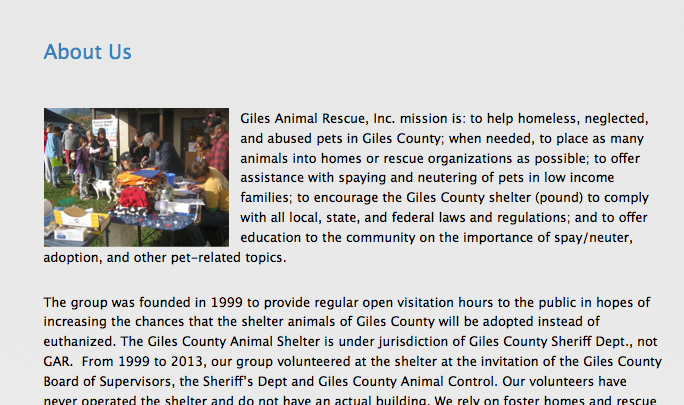 About Us
Giles Animal Rescue, Inc. mission is: to help homeless, neglected,
and abused pets in Giles County; when needed, to place as many
animals into homes or rescue organizations as possible; to offer
assistance with spaying and neutering of pets in low income
families; to encourage the Giles County shelter (pound) to comply
with all local, state, and federal laws and regulations; and to offer
education to the community on the importance of spay/neuter,
adoption, and other pet-related topics.
The group was founded in 1999 to provide regular open visitation hours to the public in hopes of
increasing the chances that the shelter animals of Giles County will be adopted instead of
euthanized. The Giles County Animal Shelter is under jurisdiction of Giles County Sheriff Dept., not
GAR.  From 1999 to 2013, our group volunteered at the shelter at the invitation of the Giles County
Board of Supervisors, the Sheriff's Dept and Giles County Animal Control. Our volunteers have
never operated the shelter and do not have an actual building. We rely on foster homes and rescue